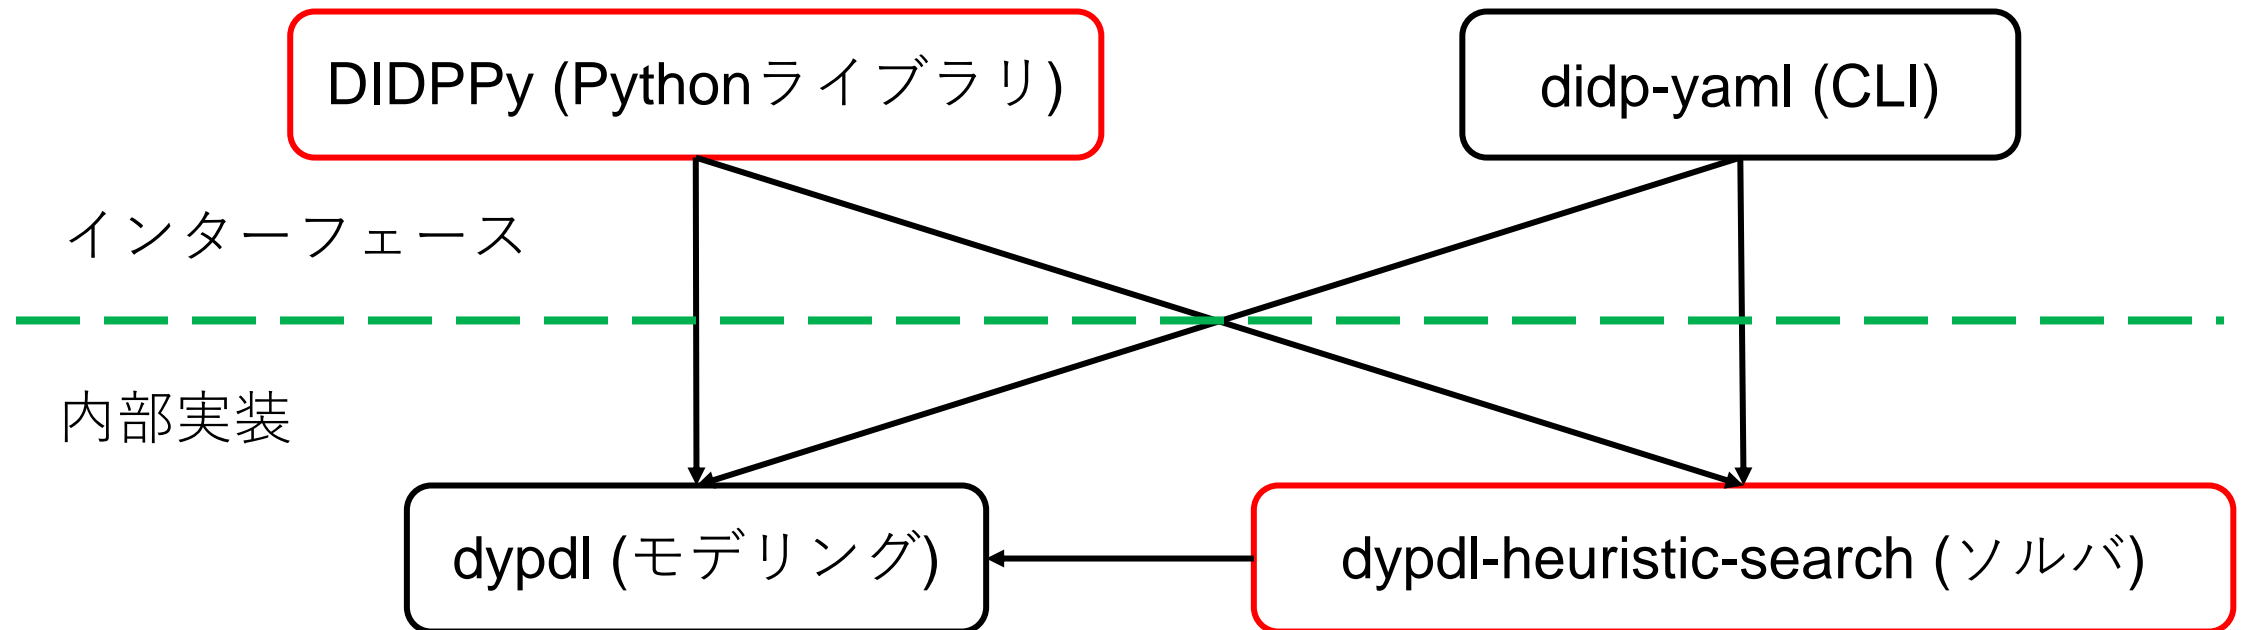 DIDPPy (Pythonライブラリ)
didp-yaml (CLI)
インターフェース
内部実装
dypdl (モデリング)
dypdl-heuristic-search (ソルバ)